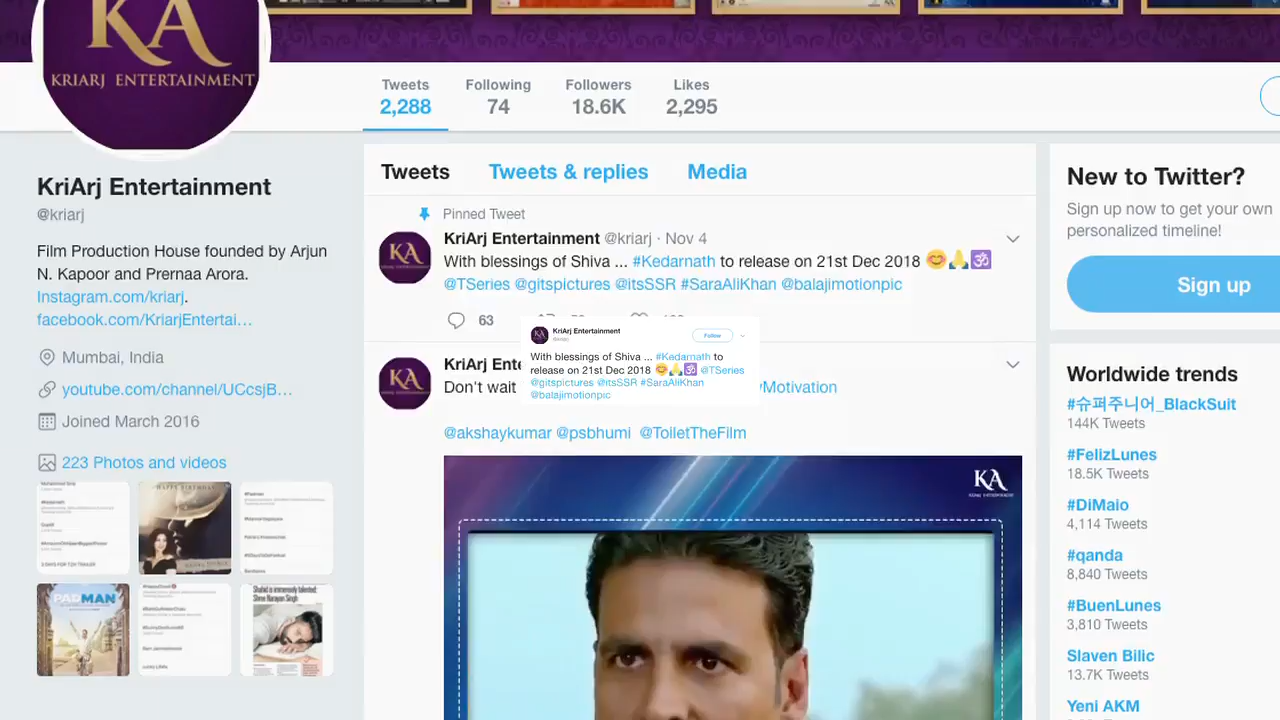 KA
KRIARJ ENTERTAINMENT
Tweets
2,288
Following
74
Followers
18.6K
Likes
2,295
KriArj Entertainment
@kriarj
Film Production House founded by Arjun
N. Kapoor and Prernaa Arora.
Instagram.com/kriarj.
facebook.com/KriarjEntertai…
Mumbai, India
youtube.com/channel/UCcsjB…
Joined March 2016
223 Photos and videos
PADMAN
Tweets
Tweets & replies
Media
Pinned Tweet
KriArj Entertainment @kriarj · Nov 4
With blessings of Shiva ... #Kedarnath to release on 21st Dec 2018 😊🙏🕉
@TSeries @gitspictures @itsSSR #SaraAliKhan @balajimotionpic
63
KriArj Entertainment
@kriarj
Follow
With blessings of Shiva ... #Kedarnath to
release on 21st Dec 2018 😊🙏🕉 @TSeries
@gitspictures @itsSSR #SaraAliKhan
@balajimotionpic
KriArj Ente
Don't wait
Motivation
@akshaykumar @psbhumi @ToiletTheFilm
KA
New to Twitter?
Sign up now to get your own
personalized timeline!
Sign up
Worldwide trends
#슈퍼주니어_BlackSuit
144K Tweets
#FelizLunes
18.5K Tweets
#DiMaio
4,114 Tweets
#qanda
8,840 Tweets
#BuenLunes
3,810 Tweets
Slaven Bilic
13.7K Tweets
Yeni AKM